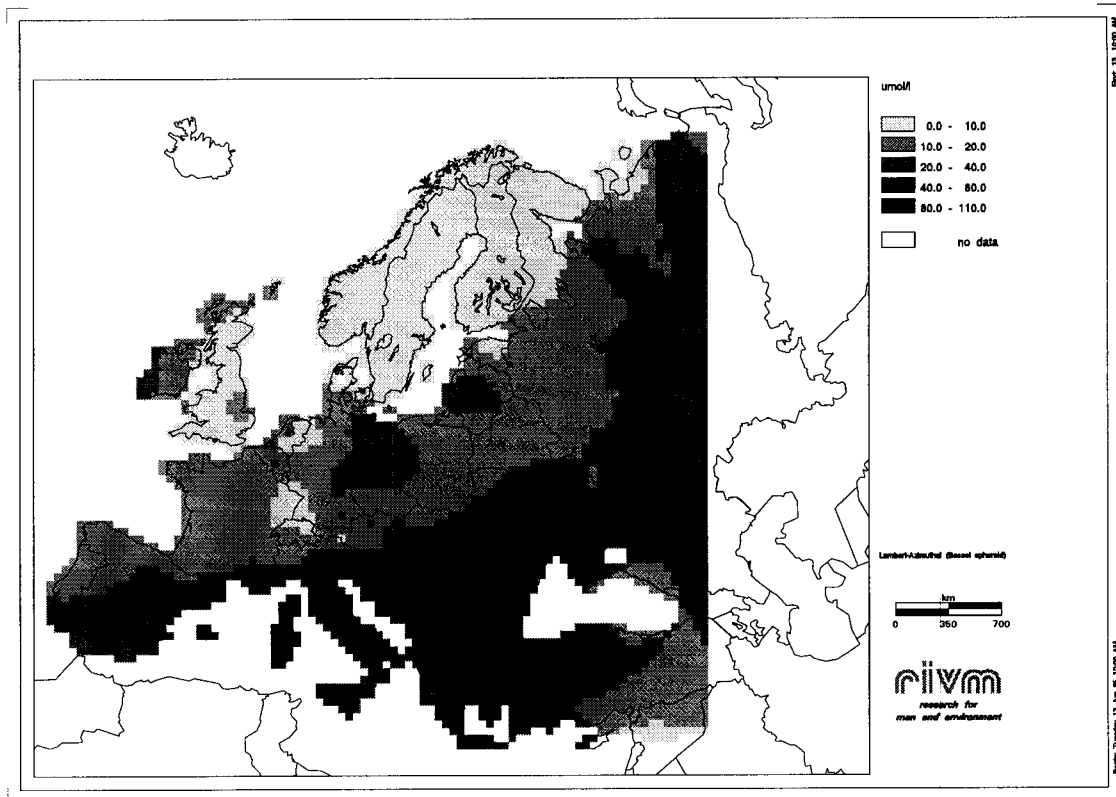 umol/l
0.0 - 10.0
10.0 - 20.0
20.0 - 40.0
40.0 - 80.0
80.0 - 110.0
no data
Lambert-Azimuthal (Bessel spheroid)
km
0 350 700
rivm
research for
man and environment